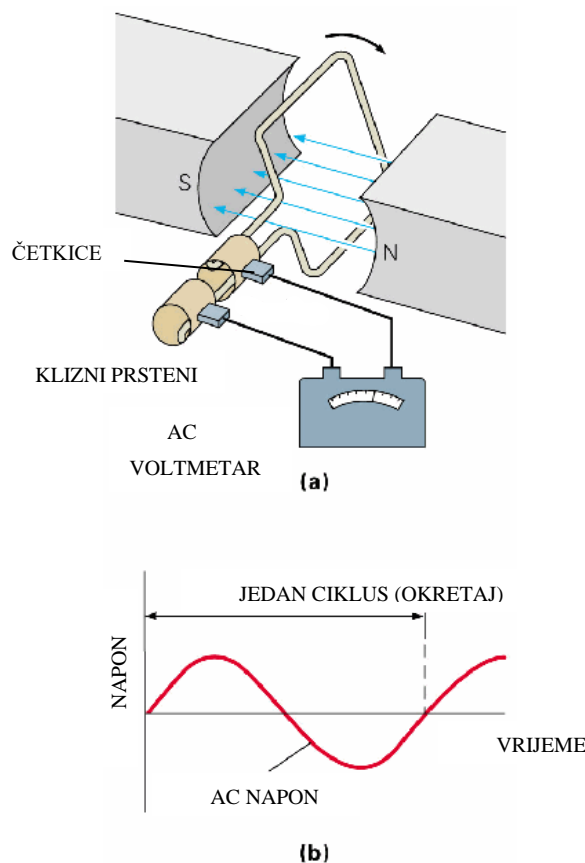 S
N
ČETKICE
KLIZNI PRSTENI
AC
VOLTMETAR
(a)
JEDAN CIKLUS (OKRETAJ)
NAPON
VRIJEME
AC NAPON
(b)